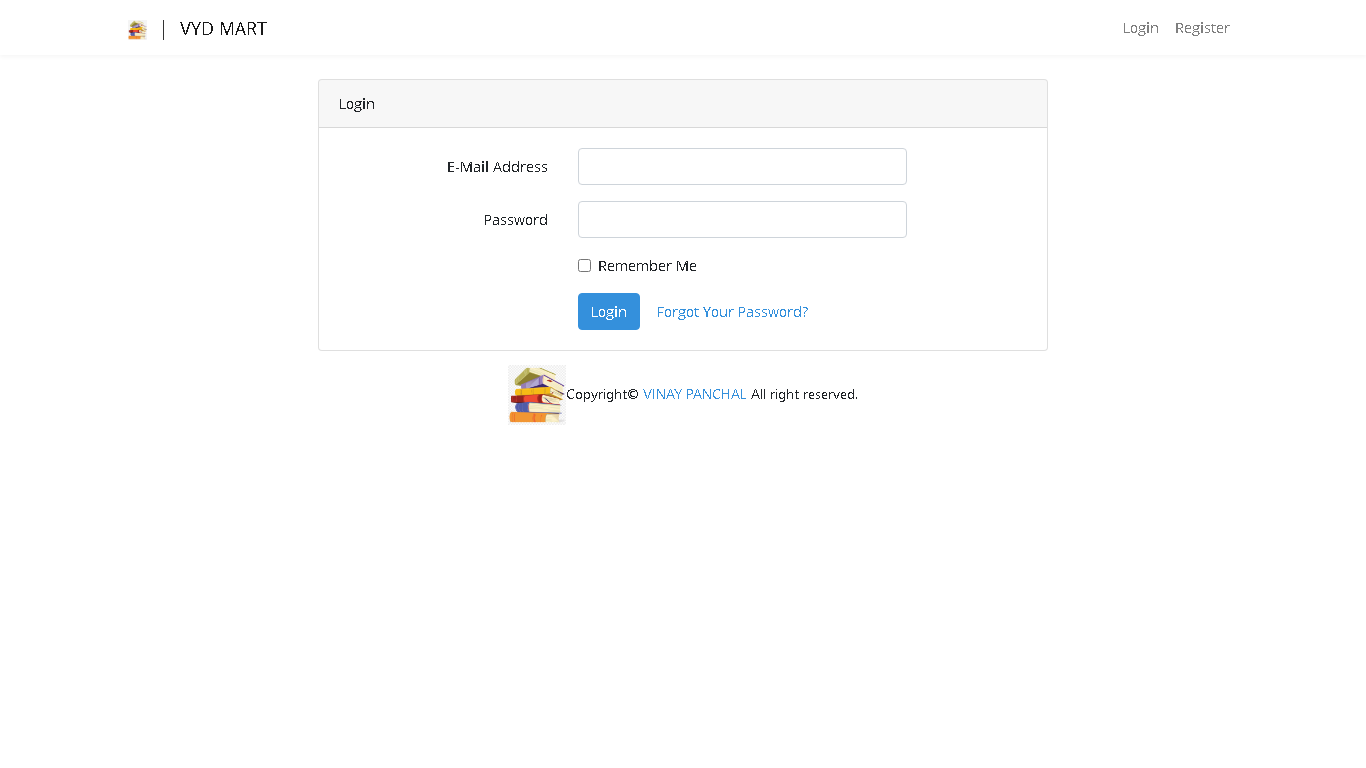 | VYD MART
Login Register
Login
E-Mail Address
Password
Remember Me
Login Forgot Your Password?
Copyright© VINAY PANCHAL All right reserved.